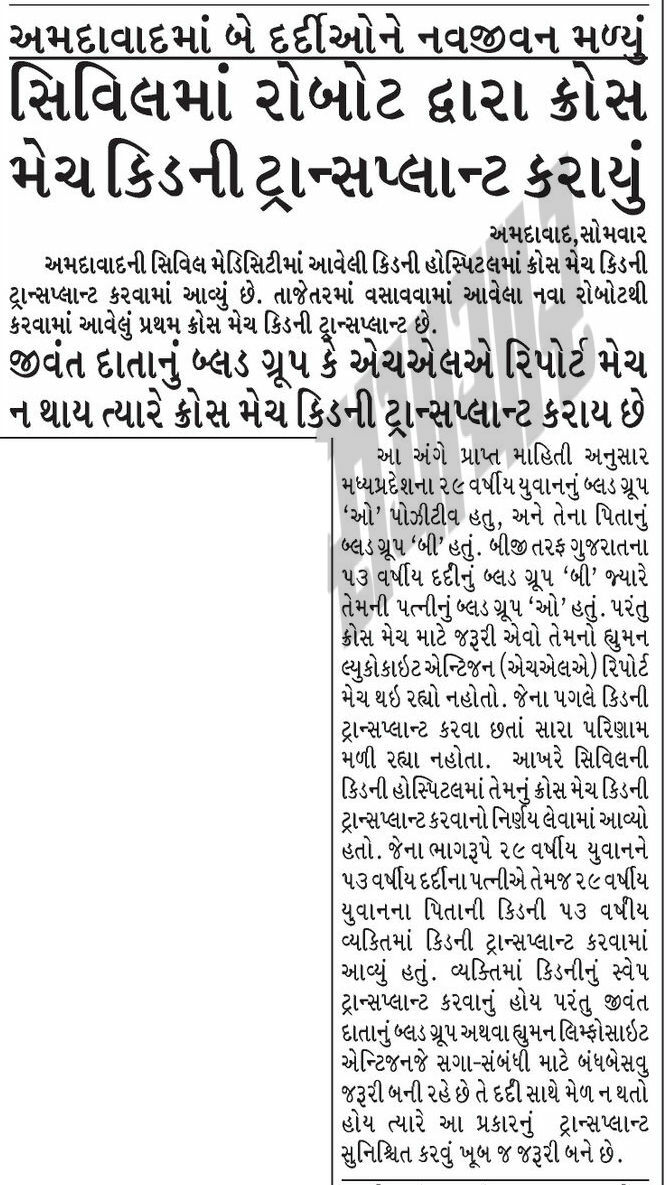 અમદાવાદમાં બે દર્દીઓને નવજીવન મળ્યું
સિવિલમાં રોબોટ દ્વારા ક્રોસ
મેચ કિડની ટ્રાન્સપ્લાન્ટ કરાયું
અમદાવાદ,સોમવાર
અમદાવાદની સિવિલ મેડિસિટીમાં આવેલી કિડની હોસ્પિટલમાં ક્રોસ મેચ કિડની
ટ્રાન્સપ્લાન્ટ કરવામાં આવ્યું છે. તાજેતરમાં વસાવવામાં આવેલા નવા રોબોટથી
કરવામાં આવેલું પ્રથમ ક્રોસ મેચ કિડની ટ્રાન્સપ્લાન્ટ છે.
જીવંત દાતાનું બ્લડ ગ્રૂપ કે એચએલએ રિપોર્ટ મેચ
ન થાય ત્યારે ક્રોસ મેચ કિડની ટ્રાન્સપ્લાન્ટ કરાય છે
આ અંગે પ્રાપ્ત માહિતી અનુસાર
મધ્યપ્રદેશના ૨૯ વર્ષીય યુવાનનું બ્લડ ગ્રૂપ
‘ઓ’ પોઝીટીવ હતુ, અને તેના પિતાનું
બ્લડ ગ્રૂપ ‘બી’ હતું. બીજી તરફ ગુજરાતના
૫૩ વર્ષીય દર્દીનું બ્લડ ગ્રૂપ ‘બી’ જ્યારે
તેમની પત્નીનું બ્લડ ગ્રૂપ ‘ઓ’ હતું. પરંતુ
ક્રોસ મેચ માટે જરૂરી એવો તેમનો હ્યુમન
લ્યુકોકાઇટ એન્ટિજન (એચએલએ) રિપોર્ટ
મેચ થઇ રહ્યો નહોતો. જેના પગલે કિડની
ટ્રાન્સપ્લાન્ટ કરવા છતાં સારા પરિણામ
મળી રહ્યા નહોતા. આખરે સિવિલની
કિડની હોસ્પિટલમાં તેમનું ક્રોસ મેચ કિડની
ટ્રાન્સપ્લાન્ટ કરવાનો નિર્ણય લેવામાં આવ્યો
હતો. જેના ભાગરૂપે ૨૯ વર્ષીય યુવાનને
૫૩ વર્ષીય દર્દીના પત્નીએ તેમજ ૨૯ વર્ષીય
યુવાનના પિતાની કિડની ૫૩ વર્ષીય
વ્યકિતમાં કિડની ટ્રાન્સપ્લાન્ટ કરવામાં
આવ્યું હતું. વ્યક્તિમાં કિડનીનું સ્વેપ
ટ્રાન્સપ્લાન્ટ કરવાનું હોય પરંતુ જીવંત
દાતાનું બ્લડ ગ્રૂપ અથવા હ્યુમન લિમ્ફોસાઇટ
એન્ટિજનજે સગા-સંબંધી માટે બંધબેસવુ
જરૂરી બની રહે છે તે દર્દી સાથે મેળ ન થતો
હોય ત્યારે આ પ્રકારનું ટ્રાન્સપ્લાન્ટ
સુનિશ્ચિત કરવું ખૂબ જ જરૂરી બને છે.